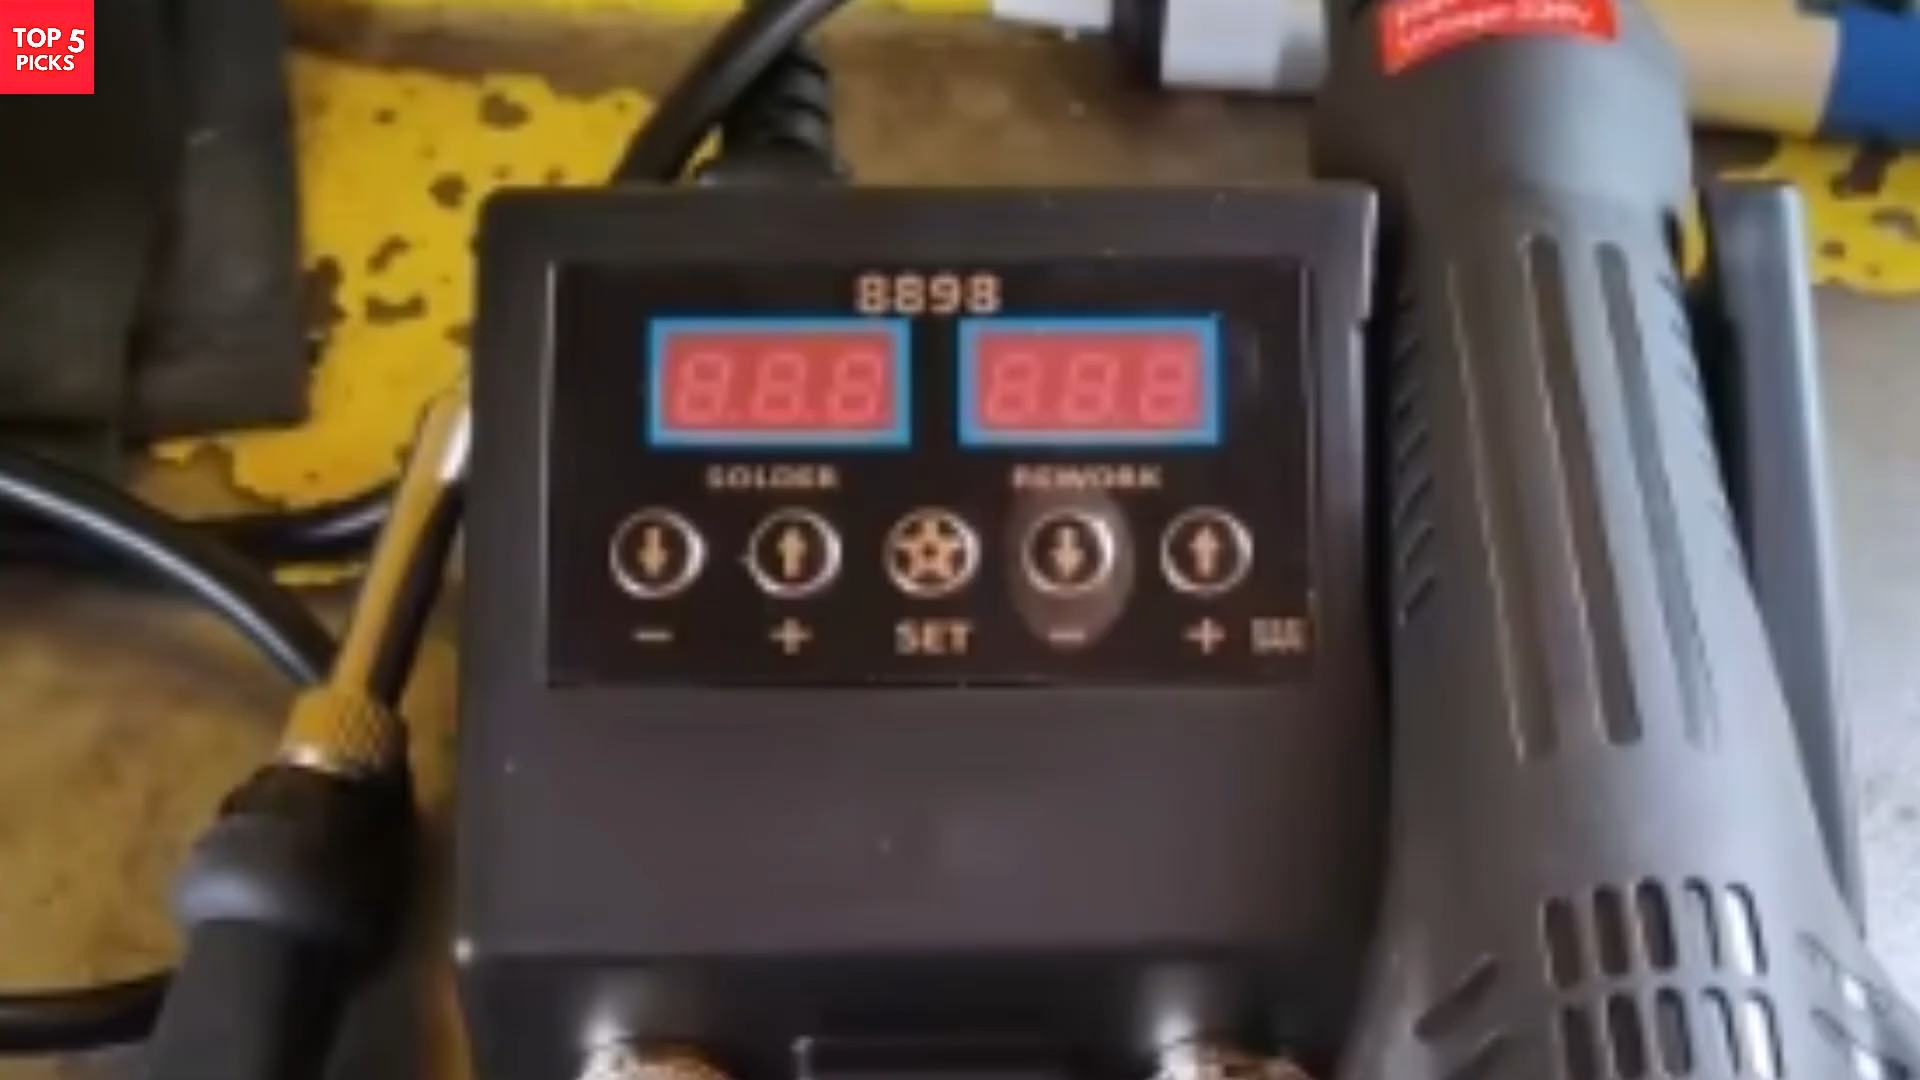 TOP 5
PICKS
8898
8.8.8 8.8.8
SOLDER REWORK
− + SET − +